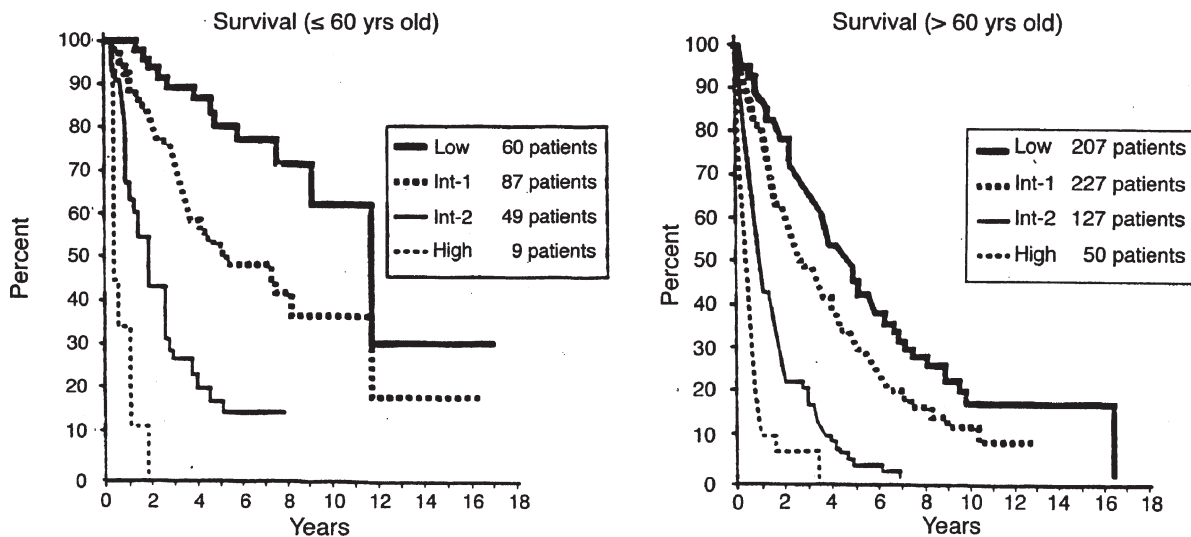 Survival (≤ 60 yrs old)
100
90
80
70
60
50
40
30
20
10
0
Percent
Low 60 patients
Int-1 87 patients
Int-2 49 patients
High 9 patients
0 2 4 6 8 10 12 14 16 18
Years
Survival (> 60 yrs old)
100
90
80
70
60
50
40
30
20
10
0
Percent
Low 207 patients
Int-1 227 patients
Int-2 127 patients
High 50 patients
0 2 4 6 8 10 12 14 16 18
Years